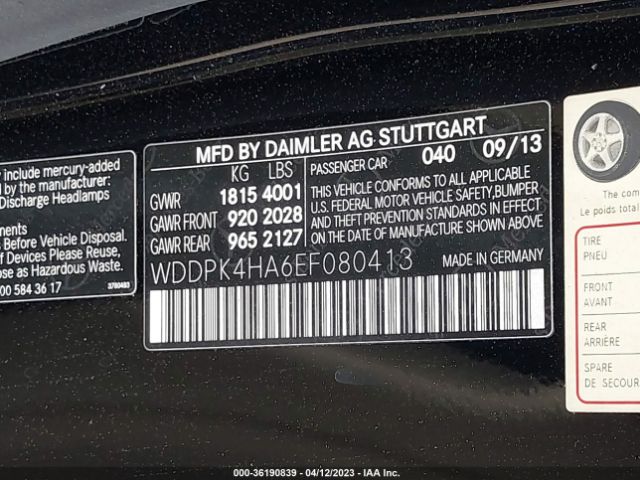 y include mercury-added
d by the manufacturer:
Discharge Headlamps
onents
Before Vehicle Disposal.
of Devices Please Reuse,
ose as Hazardous Waste.
00 584 36 17
MFD BY DAIMLER AG STUTTGART
KG LBS
GVWR 1815 4001
GAWR FRONT 920 2028
GAWR REAR 965 2127
PASSENGER CAR 040 09/13
THIS VEHICLE CONFORMS TO ALL APPLICABLE
U.S. FEDERAL MOTOR VEHICLE SAFETY, BUMPER
AND THEFT PREVENTION STANDARDS IN EFFECT
ON THE DATE OF MANUFACTURE SHOWN ABOVE.
WDDPK4HA6EF080413
MADE IN GERMANY
The com
Le poids total
TIRE
PNEU
FRONT
AVANT
REAR
ARRIÈRE
SPARE
DE SECOUR
000-36190839 - 04/12/2023 - IAA Inc.